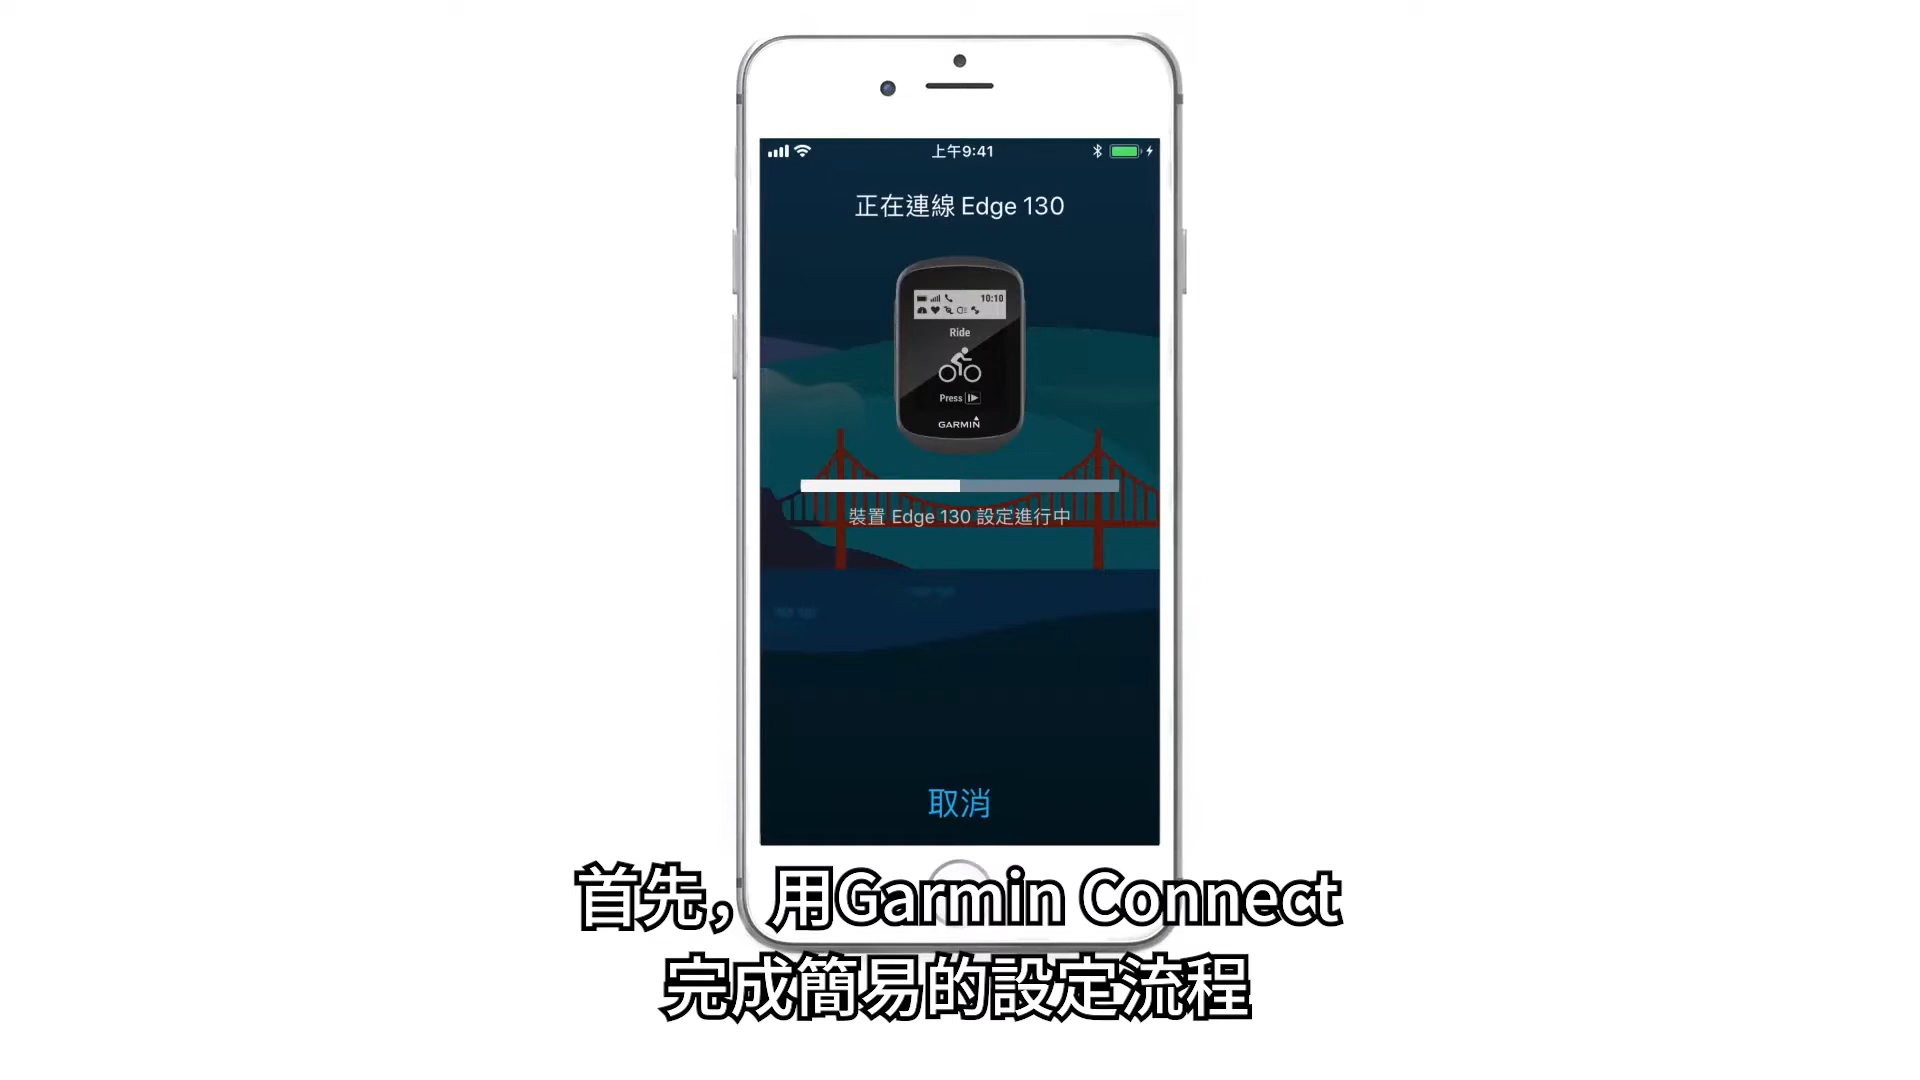 上午9:41
正在連線 Edge 130
10:10
Ride
Press
GARMIN
裝置 Edge 130 設定進行中
取消
首先，用Garmin Connect
完成簡易的設定流程